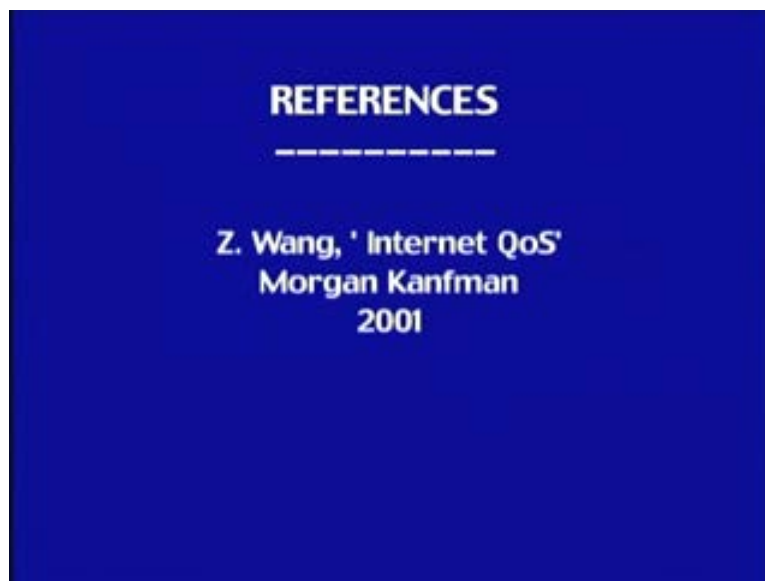 REFERENCES
----------
Z. Wang, ' Internet QoS'
Morgan Kanfman
2001